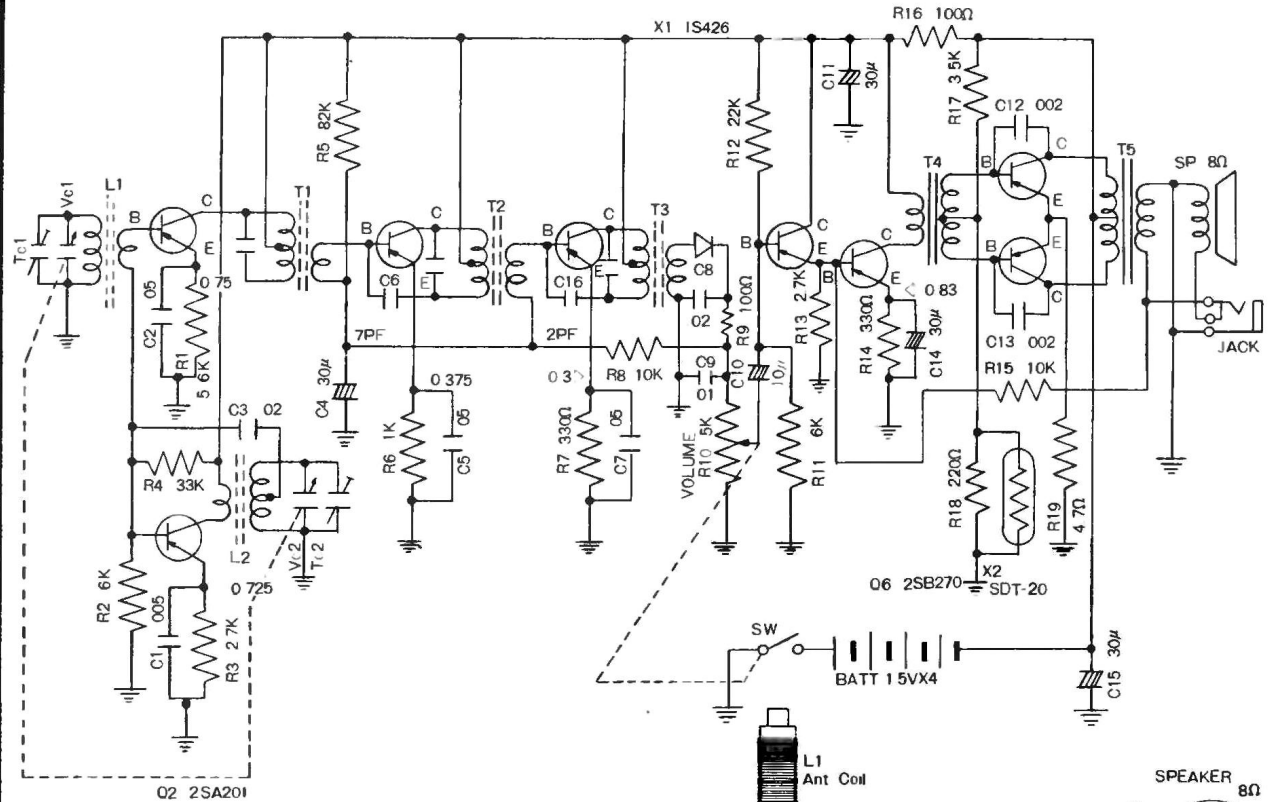 R16 100Ω
X1 IS426
C11 30μ
R17 3 5K
C12 002
R5 82K
R12 22K
L1
Vc1
Tc1
T1
T2
T3
T4
T5
SP 8Ω
B
C
E
B
C
E
B
C
E
B
C
E
B
C
E
B
C
E
B
E
C
0 75
C6
C16
C8
02
R9 100Ω
R13 2 7K
R14 330Ω
0 83
30μ
C14
C13 002
JACK
05
C2
R1
5 6K
7PF
2PF
R8 10K
C9
01
C10
10μ
R15 10K
C4 30μ
0 375
0 3
C3 02
R6 1K
05
C5
R7 330Ω
05
C7
VOLUME
R10 5K
R11 6K
R4 33K
L2
Vc2
Tc2
R18 220Ω
R19
4 7Ω
0 725
X2
Q6 2SB270
SDT-20
R2 6K
005
C1
R3 2 7K
SW
BATT 1 5VX4
30μ
C15
L1
Ant Coil
SPEAKER
8Ω
Q2 2SA201